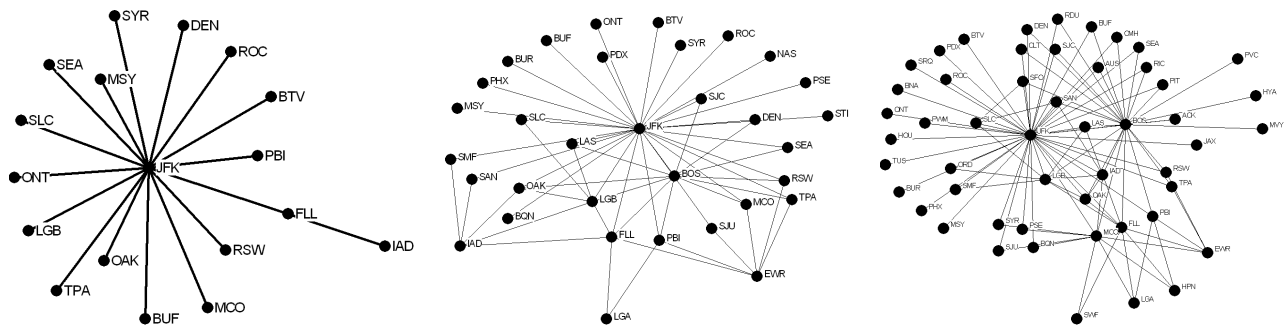 SYR
DEN
ROC
SEA
MSY
BTV
SLC
PBI
JFK
ONT
FLL
LGB
RSW
IAD
OAK
TPA
MCO
BUF
ONT
BTV
BUF
SYR
ROC
PDX
BUR
NAS
PHX
PSE
SJC
MSY
SLC
DEN
STI
JFK
LAS
SEA
SMF
SAN
BOS
RSW
OAK
LGB
MCO
TPA
BQN
SJU
IAD
FLL
PBI
EWR
LGA
RDU
DEN
BUF
BTV
CMH
PDX
CLT
SJC
SEA
PVC
SRQ
AUS
RIC
ROC
SFO
PIT
BNA
HYA
SAN
ONT
PWM
SLC
LAS
BOS
ACK
MVY
JFK
HOU
JAX
TUS
ORD
IAD
RSW
LGB
TPA
BUR
SMF
OAK
PHX
PBI
MSY
SYR
PSE
FLL
MCO
SJU
BQN
EWR
HPN
LGA
SWF